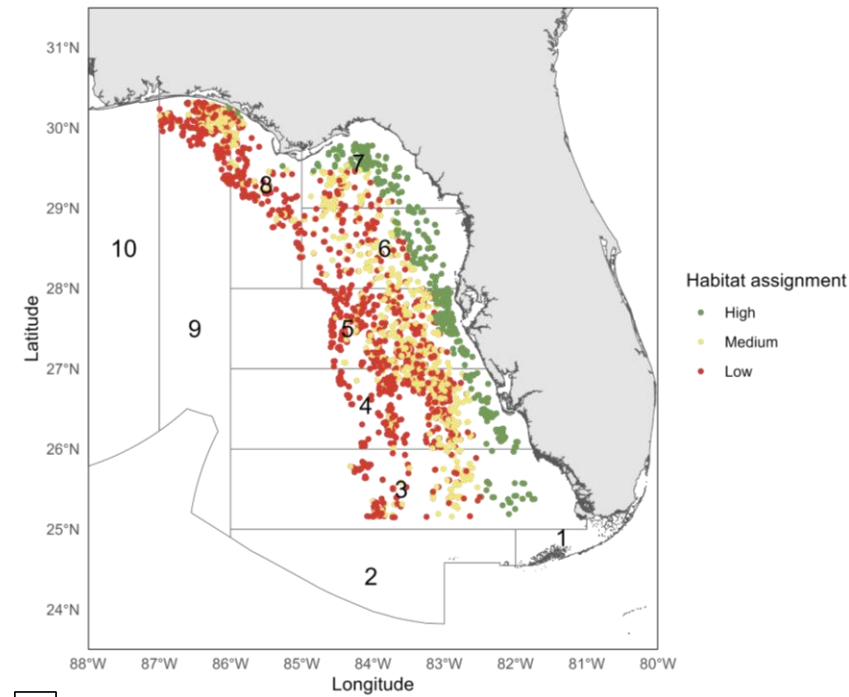 31°N
30°N
29°N
28°N
27°N
26°N
25°N
24°N
Latitude
7
8
10
6
9
5
4
3
1
2
88°W 87°W 86°W 85°W 84°W 83°W 82°W 81°W 80°W
Longitude
Habitat assignment
High
Medium
Low